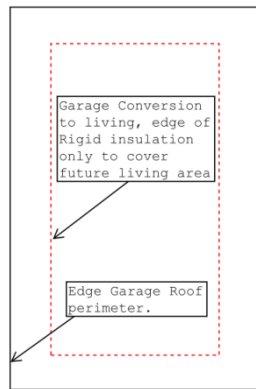 Garage Conversion
to living, edge of
Rigid insulation
only to cover
future living area
Edge Garage Roof
perimeter.